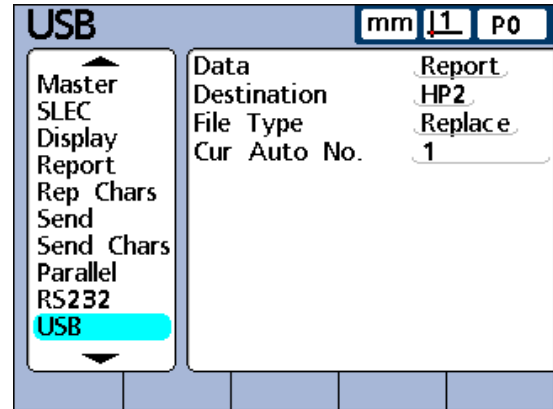 USB mm 1 P0
Master
SLEC
Display
Report
Rep Chars
Send
Send Chars
Parallel
RS232
USB
Data Report
Destination HP2
File Type Replace
Cur Auto No. 1